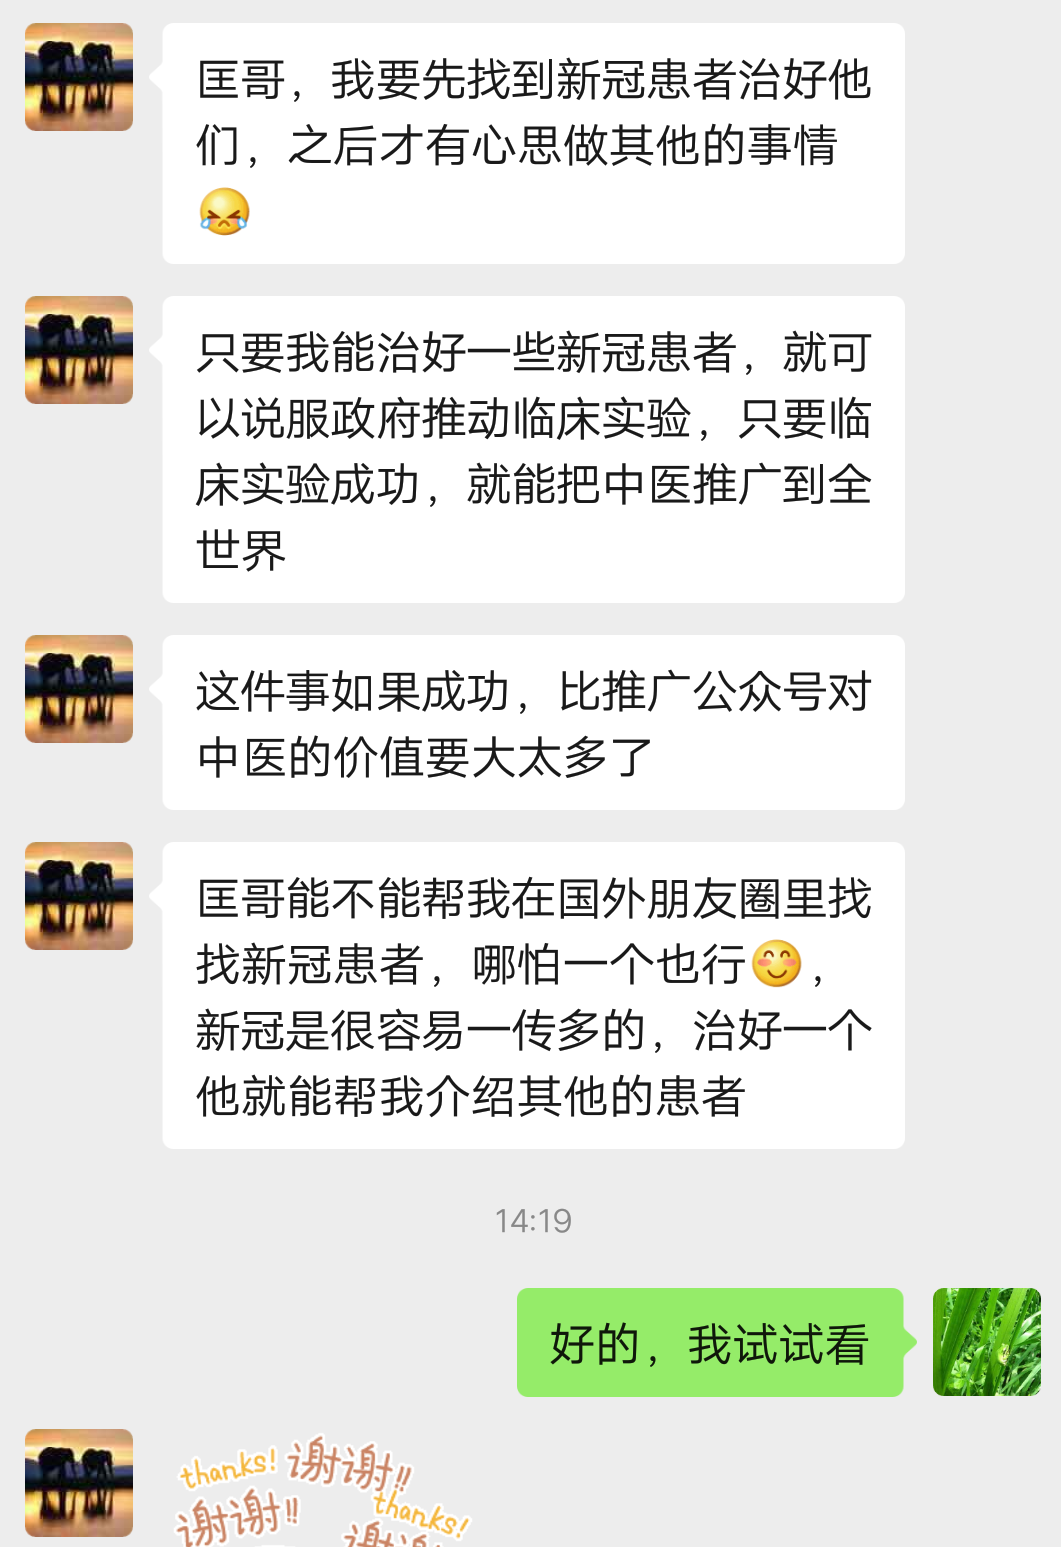 匡哥，我要先找到新冠患者治好他
们，之后才有心思做其他的事情
😹
只要我能治好一些新冠患者，就可
以说服政府推动临床实验，只要临
床实验成功，就能把中医推广到全
世界
这件事如果成功，比推广公众号对
中医的价值要大太多了
匡哥能不能帮我在国外朋友圈里找
找新冠患者，哪怕一个也行😊，
新冠是很容易一传多的，治好一个
他就能帮我介绍其他的患者
14:19
好的，我试试看
thanks! 谢谢!!
谢谢!! thanks!
谢谢